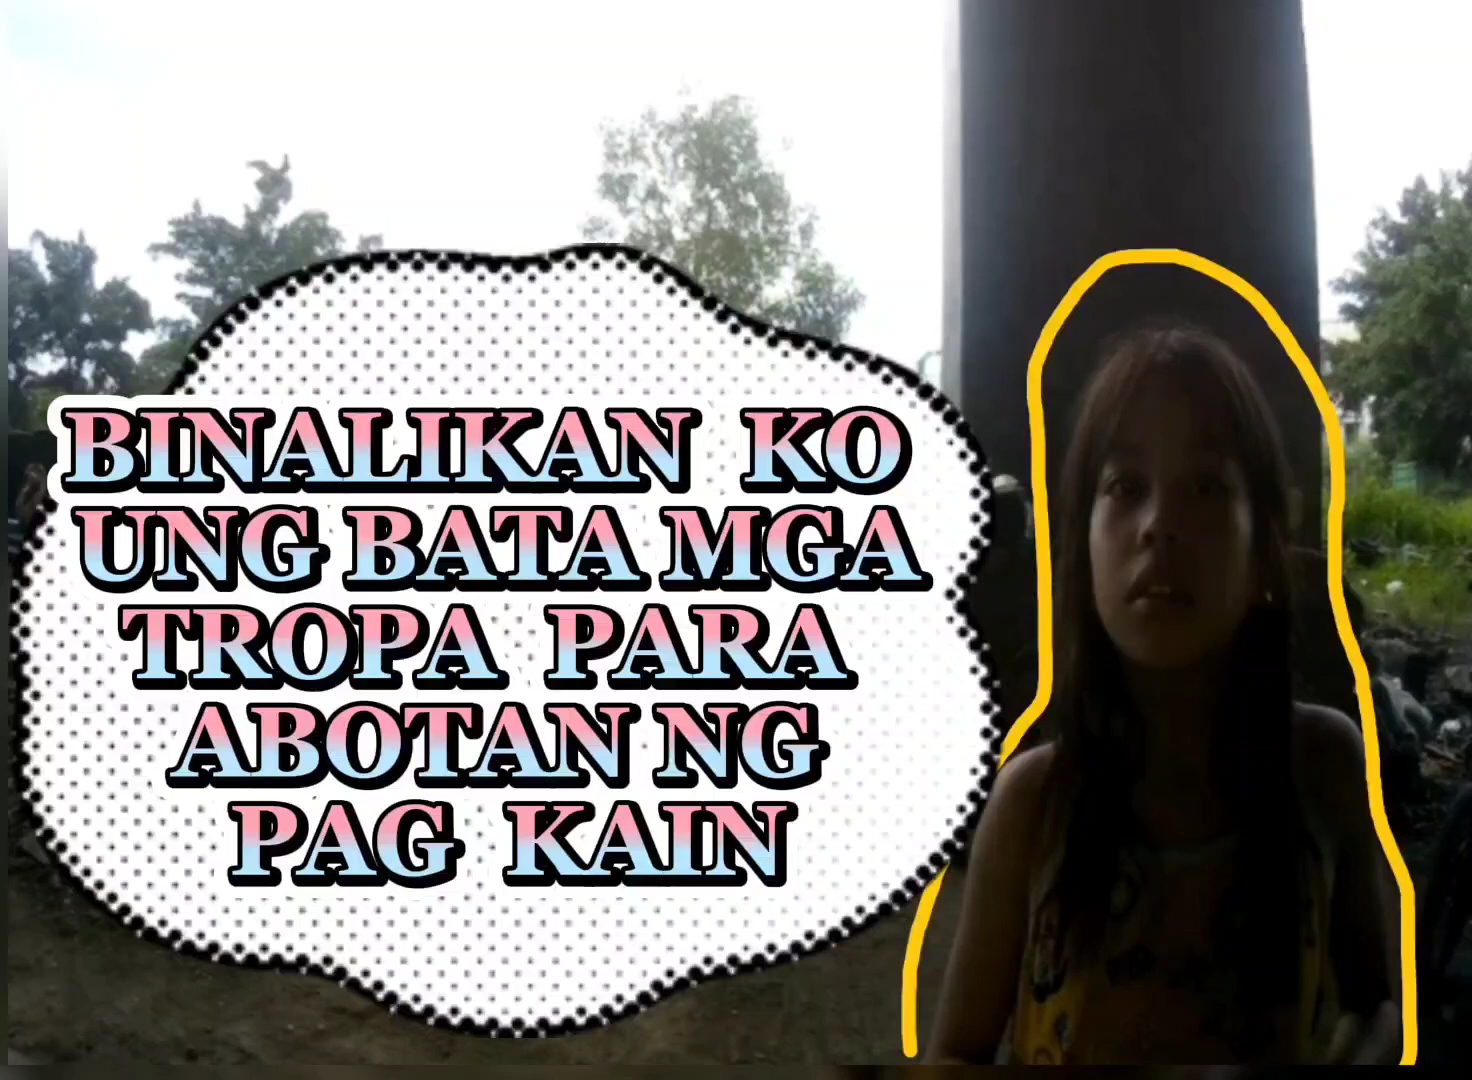 BINALIKAN KO
UNG BATA MGA
TROPA PARA
ABOTAN NG
PAG KAIN